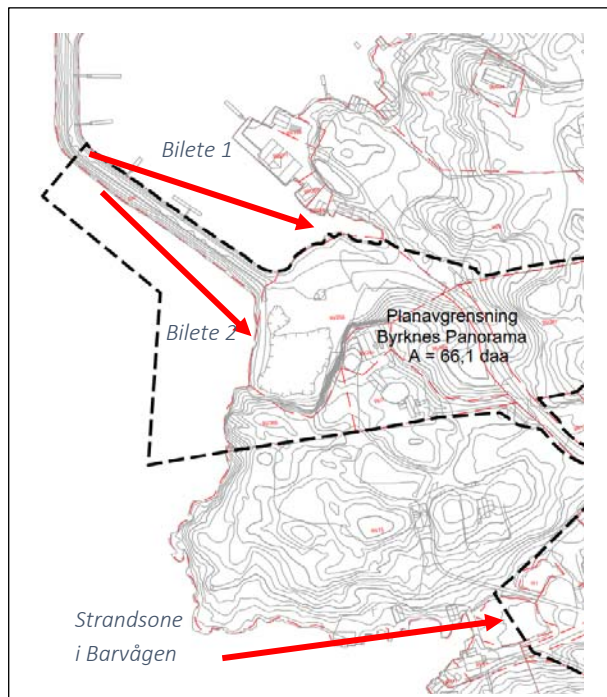 Bilete 1
Planavgrensning
Byrknes Panorama
A = 66,1 daa
Bilete 2
Strandsone
i Barvågen